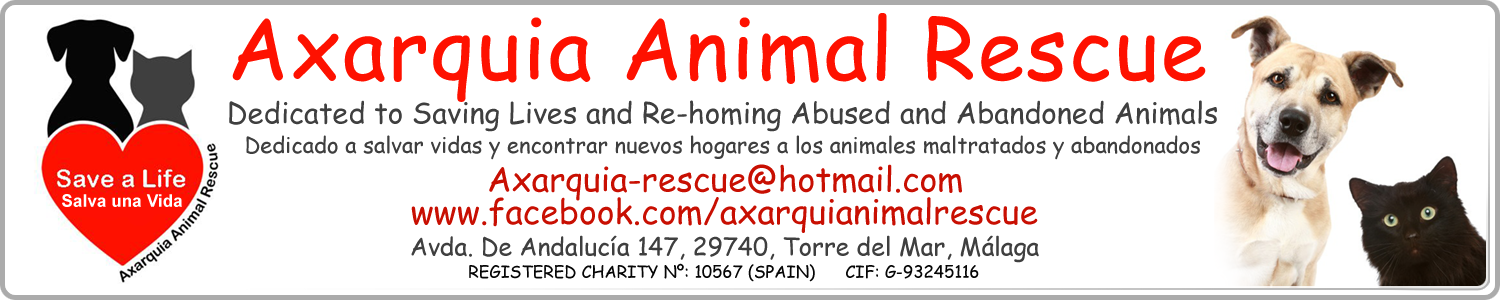 Save a Life
Salva una Vida
Axarquia Animal Rescue
Axarquia Animal Rescue
Dedicated to Saving Lives and Re-homing Abused and Abandoned Animals
Dedicado a salvar vidas y encontrar nuevos hogares a los animales maltratados y abandonados
Axarquia-rescue@hotmail.com
www.facebook.com/axarquianimalrescue
Avda. De Andalucía 147, 29740, Torre del Mar, Málaga
REGISTERED CHARITY Nº: 10567 (SPAIN) CIF: G-93245116